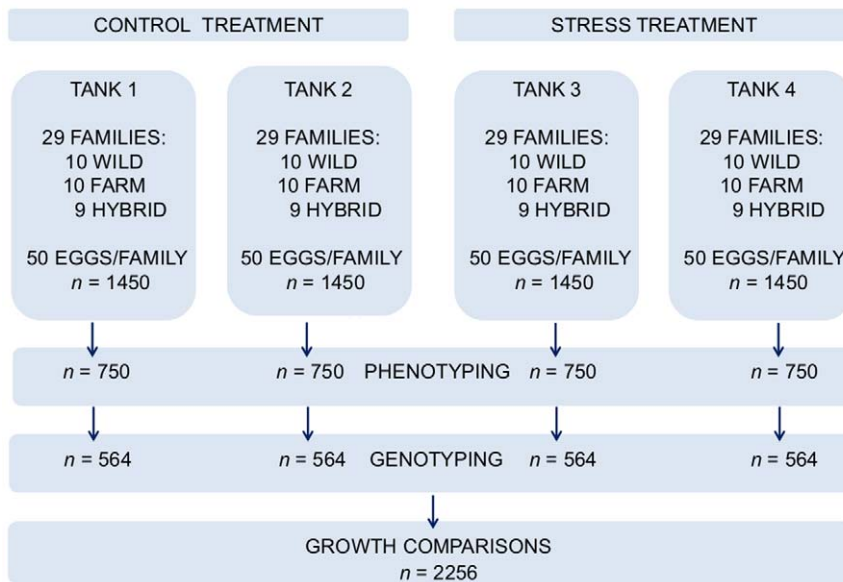 CONTROL TREATMENT
STRESS TREATMENT
TANK 1
29 FAMILIES:
10 WILD
10 FARM
9 HYBRID
50 EGGS/FAMILY
n = 1450
TANK 2
29 FAMILIES:
10 WILD
10 FARM
9 HYBRID
50 EGGS/FAMILY
n = 1450
TANK 3
29 FAMILIES:
10 WILD
10 FARM
9 HYBRID
50 EGGS/FAMILY
n = 1450
TANK 4
29 FAMILIES:
10 WILD
10 FARM
9 HYBRID
50 EGGS/FAMILY
n = 1450
n = 750 n = 750 PHENOTYPING n = 750 n = 750
n = 564 n = 564 GENOTYPING n = 564 n = 564
GROWTH COMPARISONS
n = 2256